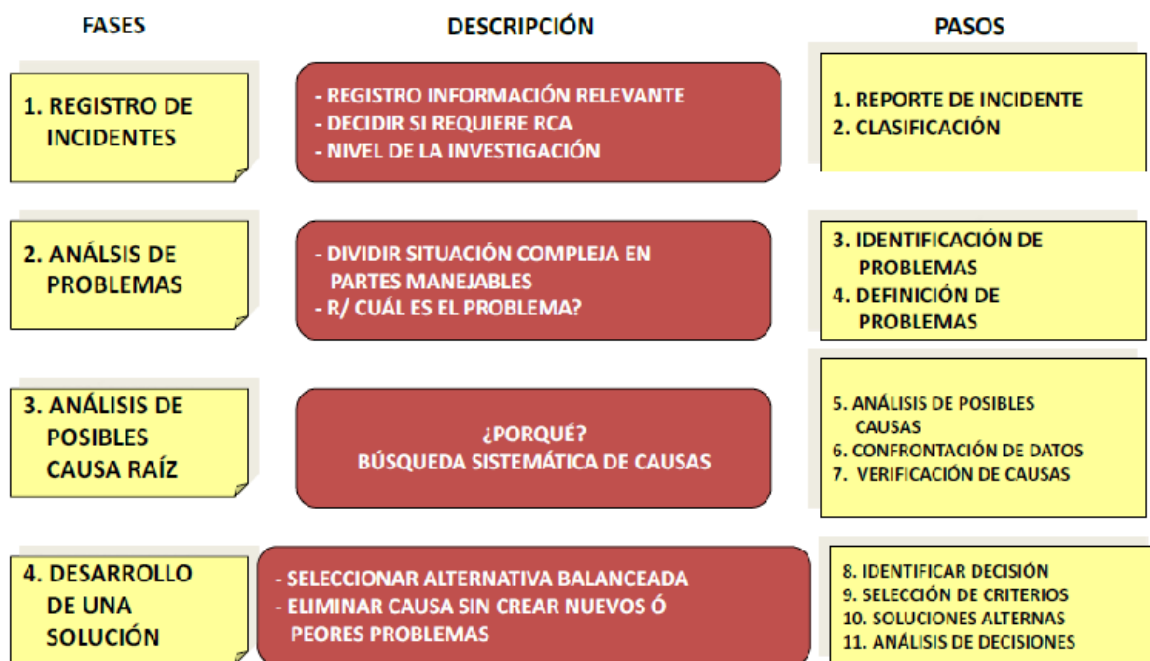 FASES
DESCRIPCIÓN
PASOS
1. REGISTRO DE
INCIDENTES
- REGISTRO INFORMACIÓN RELEVANTE
- DECIDIR SI REQUIERE RCA
- NIVEL DE LA INVESTIGACIÓN
1. REPORTE DE INCIDENTE
2. CLASIFICACIÓN
2. ANÁLSIS DE
PROBLEMAS
- DIVIDIR SITUACIÓN COMPLEJA EN
PARTES MANEJABLES
- R/ CUÁL ES EL PROBLEMA?
3. IDENTIFICACIÓN DE
PROBLEMAS
4. DEFINICIÓN DE
PROBLEMAS
3. ANÁLISIS DE
POSIBLES
CAUSA RAÍZ
¿PORQUÉ?
BÚSQUEDA SISTEMÁTICA DE CAUSAS
5. ANÁLISIS DE POSIBLES
CAUSAS
6. CONFRONTACIÓN DE DATOS
7. VERIFICACIÓN DE CAUSAS
4. DESARROLLO
DE UNA
SOLUCIÓN
- SELECCIONAR ALTERNATIVA BALANCEADA
- ELIMINAR CAUSA SIN CREAR NUEVOS Ó
PEORES PROBLEMAS
8. IDENTIFICAR DECISIÓN
9. SELECCIÓN DE CRITERIOS
10. SOLUCIONES ALTERNAS
11. ANÁLISIS DE DECISIONES